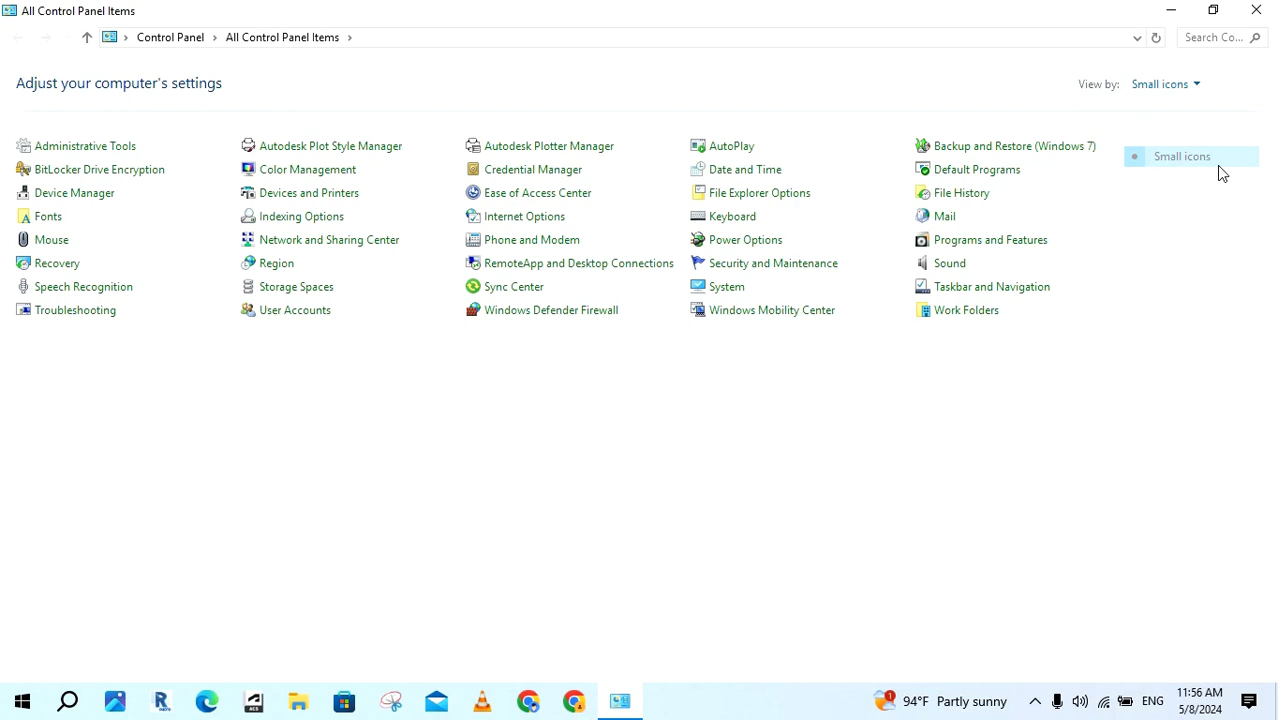 All Control Panel Items
Control Panel All Control Panel Items Search Co...
Adjust your computer's settings View by: Small icons
Administrative Tools Autodesk Plot Style Manager Autodesk Plotter Manager AutoPlay Backup and Restore (Windows 7)
Small icons
BitLocker Drive Encryption Color Management Credential Manager Date and Time Default Programs
Device Manager Devices and Printers Ease of Access Center File Explorer Options File History
Fonts Indexing Options Internet Options Keyboard Mail
Mouse Network and Sharing Center Phone and Modem Power Options Programs and Features
Recovery Region RemoteApp and Desktop Connections Security and Maintenance Sound
Speech Recognition Storage Spaces Sync Center System Taskbar and Navigation
Troubleshooting User Accounts Windows Defender Firewall Windows Mobility Center Work Folders
94°F Partly sunny ENG 11:56 AM
5/8/2024